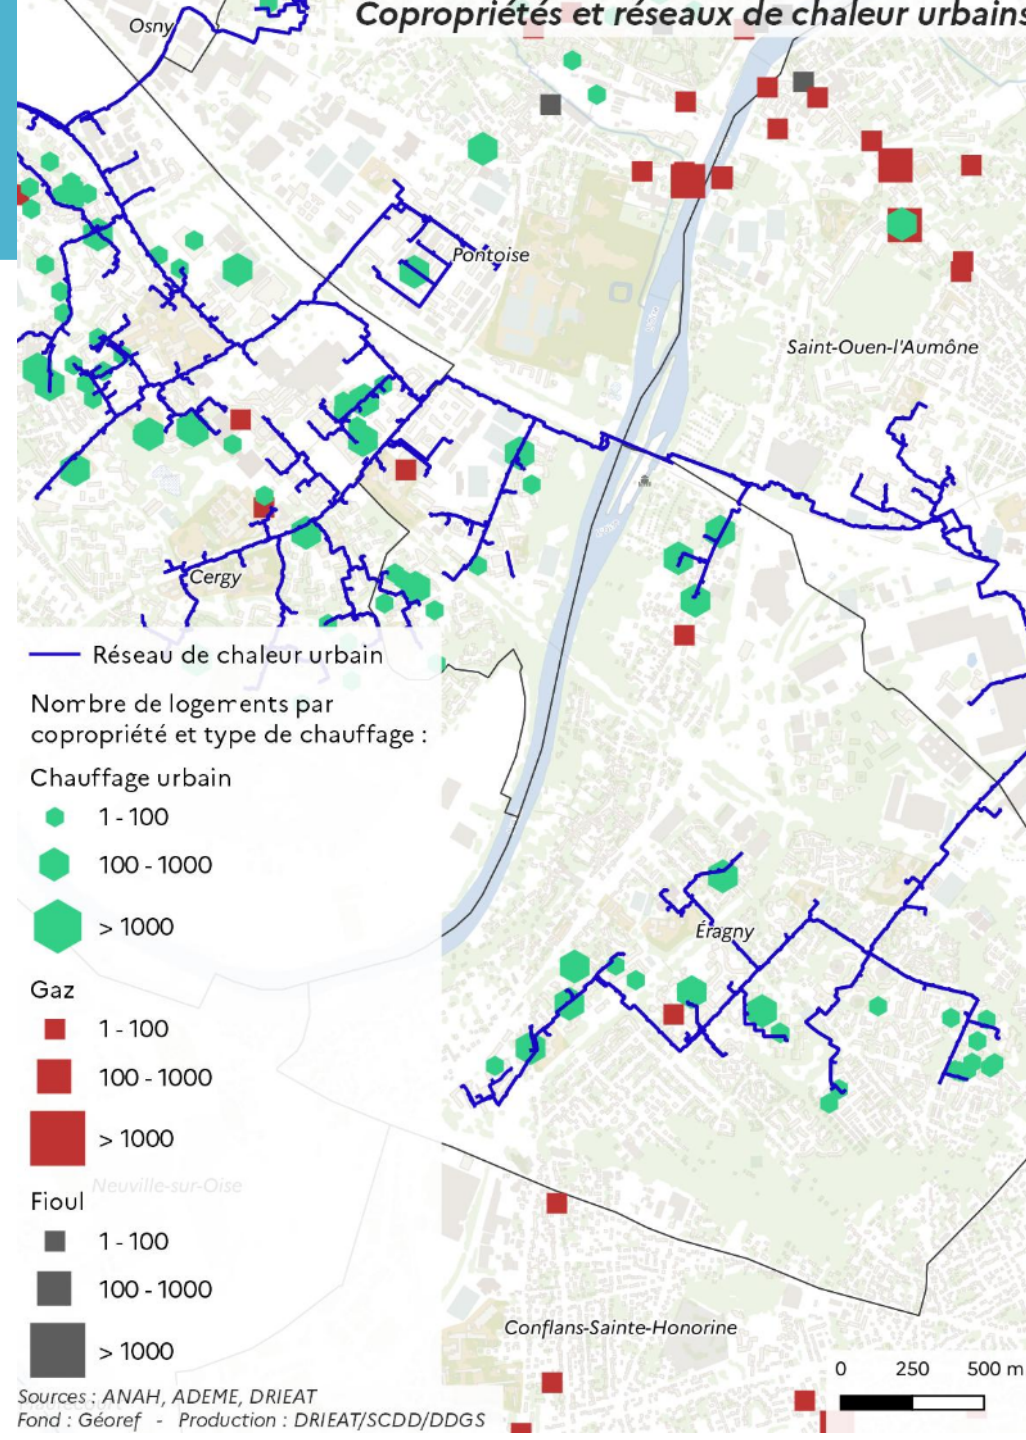 Copropriétés et réseaux de chaleur urbains
Osny
Pontoise
Saint-Ouen-l'Aumône
Cergy
Réseau de chaleur urbain
Nombre de logements par
copropriété et type de chauffage :
Chauffage urbain
1 - 100
100 - 1000
> 1000
Éragny
Gaz
1 - 100
100 - 1000
> 1000
Neuville-sur-Oise
Fioul
1 - 100
100 - 1000
> 1000
Conflans-Sainte-Honorine
0 250 500 m
Sources : ANAH, ADEME, DRIEAT
Fond : Géoref - Production : DRIEAT/SCDD/DDGS